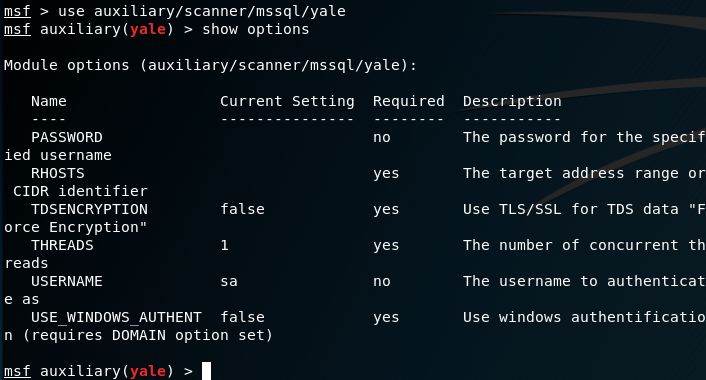 msf > use auxiliary/scanner/mssql/yale
msf auxiliary(yale) > show options
Module options (auxiliary/scanner/mssql/yale):
Name Current Setting Required Description
---- --------------- -------- -----------
PASSWORD no The password for the specif
ied username
RHOSTS yes The target address range or
CIDR identifier
TDSENCRYPTION false yes Use TLS/SSL for TDS data "F
orce Encryption"
THREADS 1 yes The number of concurrent th
reads
USERNAME sa no The username to authenticat
e as
USE_WINDOWS_AUTHENT false yes Use windows authentificatio
n (requires DOMAIN option set)
msf auxiliary(yale) >